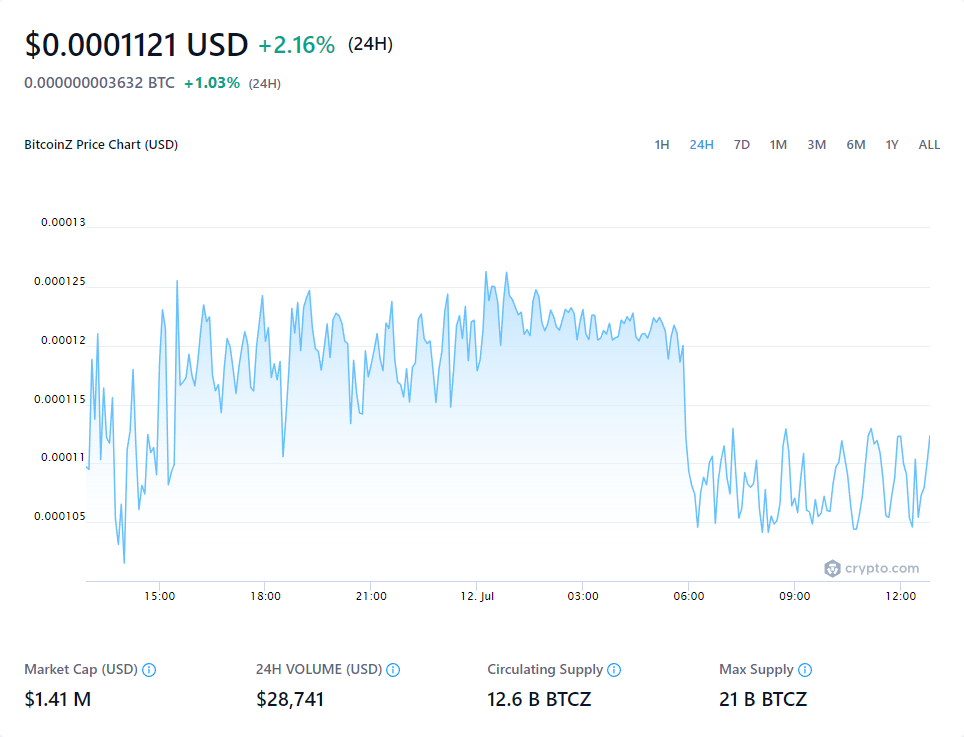 $0.0001121 USD +2.16% (24H)
0.000000003632 BTC +1.03% (24H)
BitcoinZ Price Chart (USD) 1H 24H 7D 1M 3M 6M 1Y ALL
0.00013
0.000125
0.00012
0.000115
0.00011
0.000105
crypto.com
15:00 18:00 21:00 12. Jul 03:00 06:00 09:00 12:00
Market Cap (USD) 24H VOLUME (USD) Circulating Supply Max Supply
$1.41 M $28,741 12.6 B BTCZ 21 B BTCZ